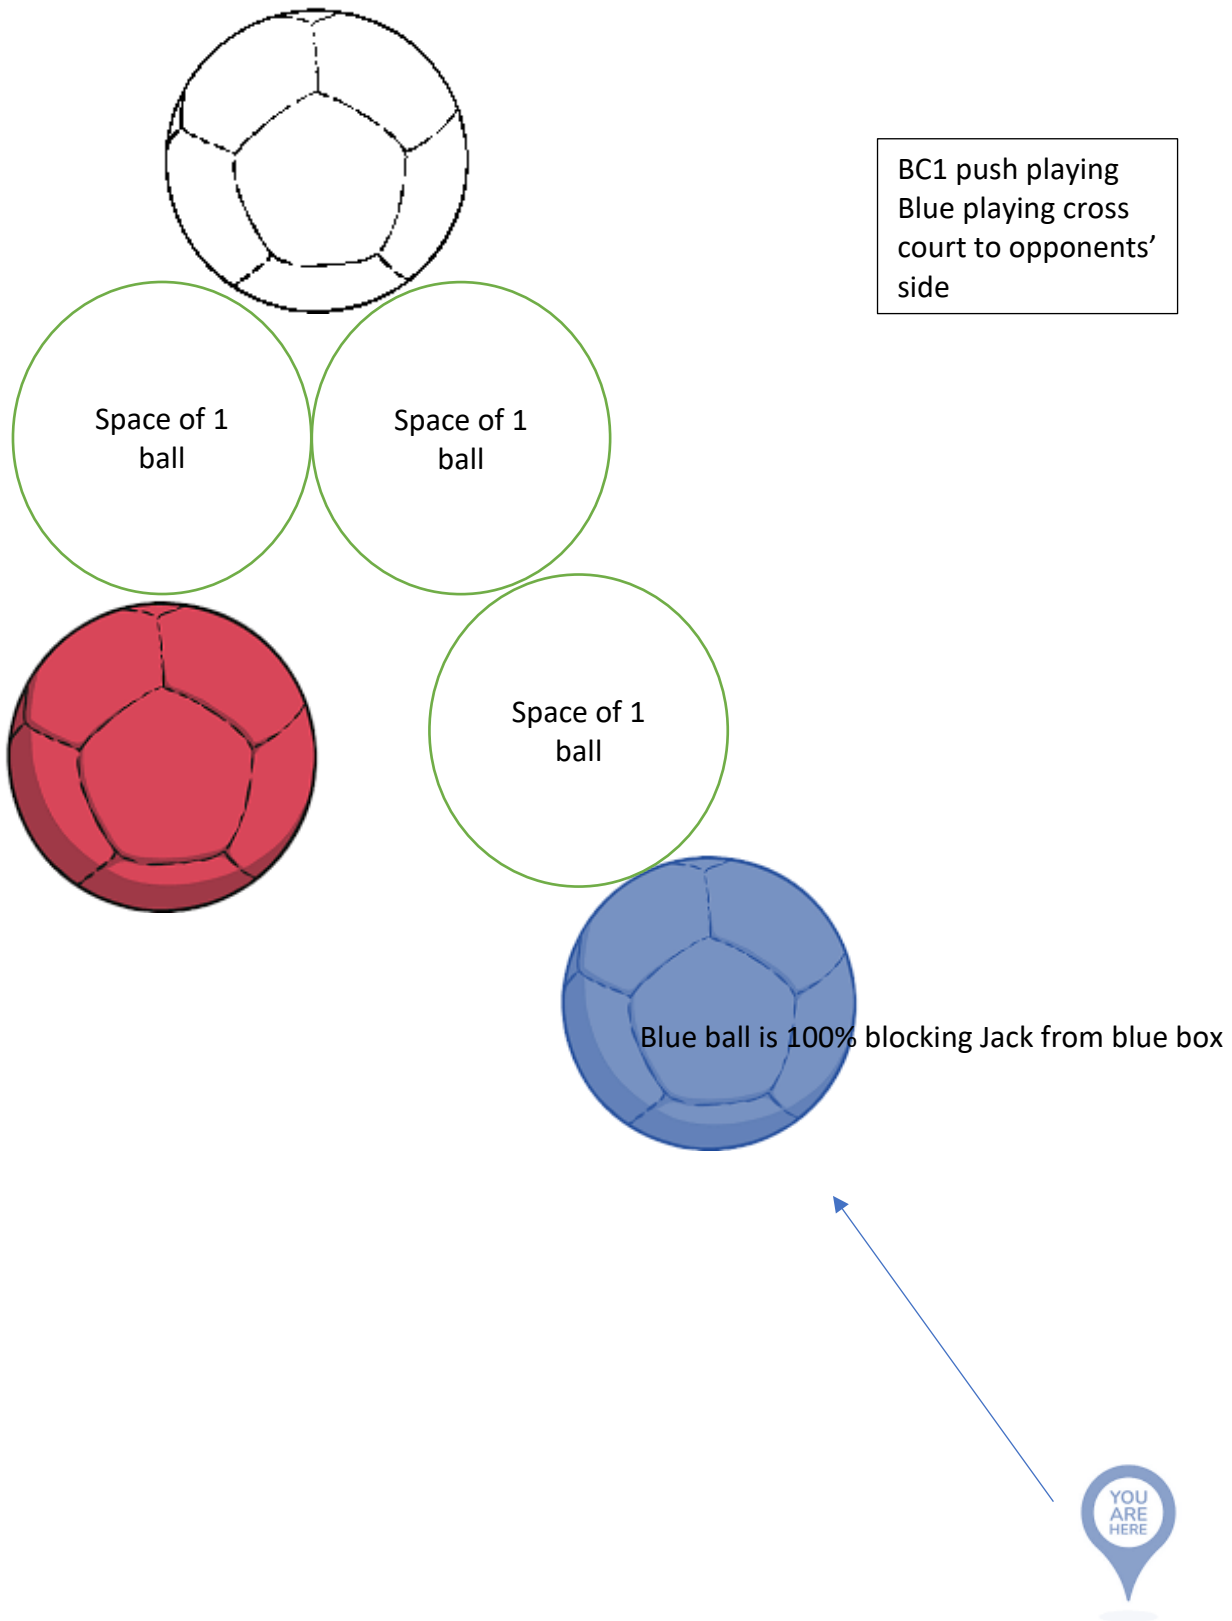 BC1 push playing
Blue playing cross
court to opponents’
side
Space of 1
ball
Space of 1
ball
Space of 1
ball
Blue ball is 100% blocking Jack from blue box
YOU
ARE
HERE